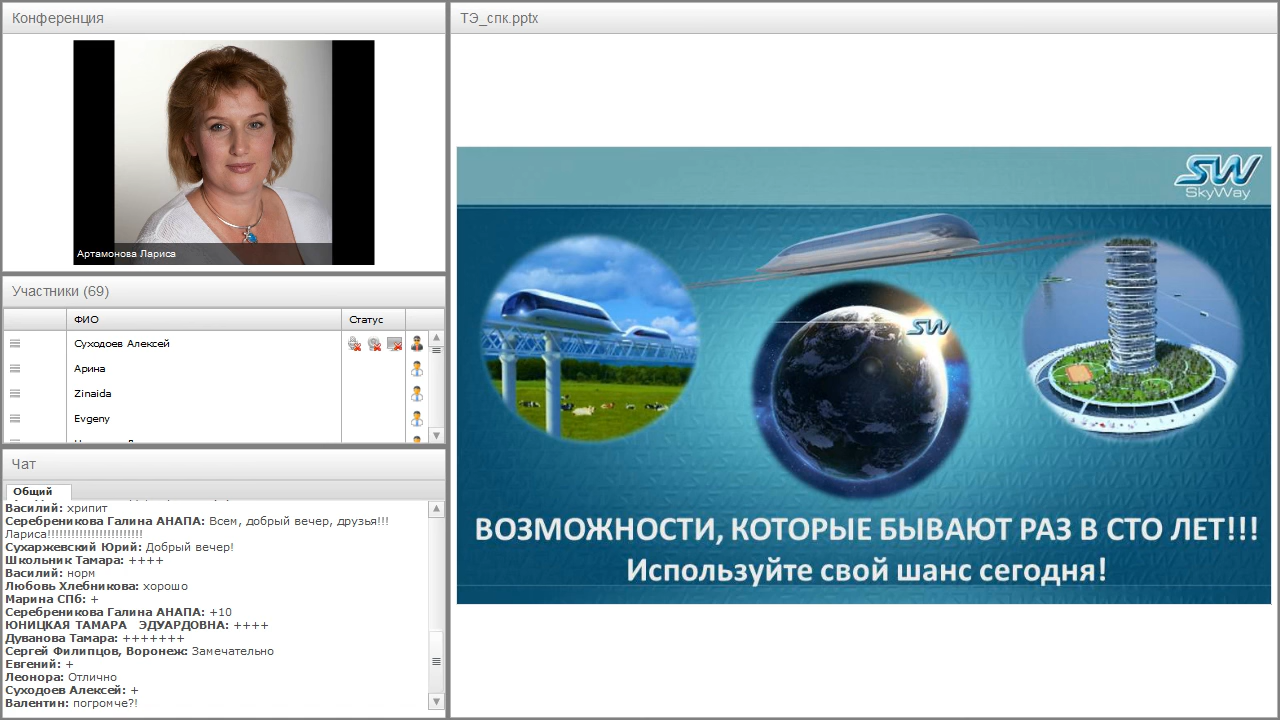 Конференция
Артамонова Лариса
Участники (69)
ФИО
Статус
Суходоев Алексей
Арина
Zinaida
Evgeny
Чат
Общий
Василий: хрипит
Серебреникова Галина АНАПА: Всем, добрый вечер, друзья!!!
Лариса!!!!!!!!!!!!!!!!!!!!!!!!
Сухаржевский Юрий: Добрый вечер!
Школьник Тамара: ++++
Василий: норм
Любовь Хлебникова: хорошо
Марина СПб: +
Серебреникова Галина АНАПА: +10
ЮНИЦКАЯ ТАМАРА ЭДУАРДОВНА: ++++
Дуванова Тамара: +++++++
Сергей Филипцов, Воронеж: Замечательно
Евгений: +
Леонора: Отлично
Суходоев Алексей: +
Валентин: погромче?!
ТЭ_спк.pptx
SW
SkyWay
SW
ВОЗМОЖНОСТИ, КОТОРЫЕ БЫВАЮТ РАЗ В СТО ЛЕТ!!!
Используйте свой шанс сегодня!